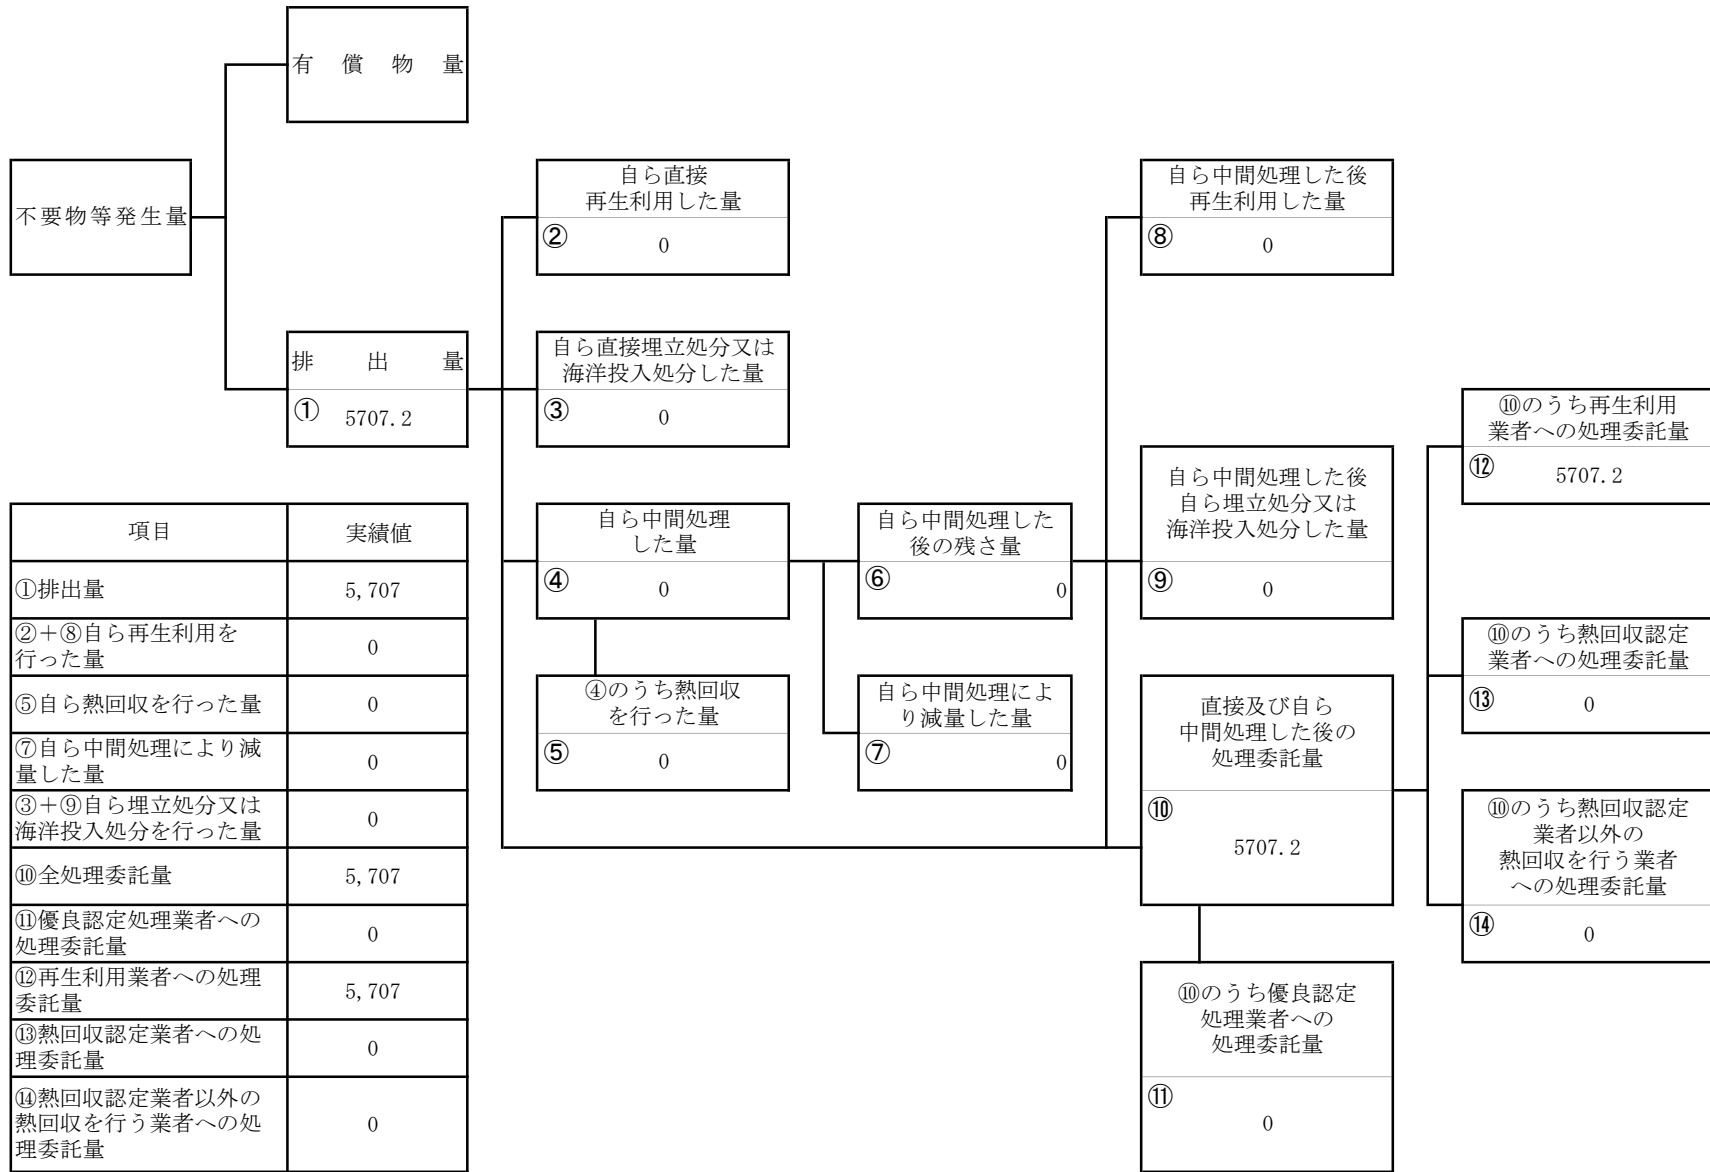 有償物量
不要物等発生量
排出量
① 5707.2
自ら直接
再生利用した量
② 0
自ら直接埋立処分又は
海洋投入処分した量
③ 0
自ら中間処理
した量
④ 0
④のうち熱回収
を行った量
⑤ 0
自ら中間処理した
後の残さ量
⑥ 0
自ら中間処理によ
り減量した量
⑦ 0
自ら中間処理した後
再生利用した量
⑧ 0
自ら中間処理した後
自ら埋立処分又は
海洋投入処分した量
⑨ 0
直接及び自ら
中間処理した後の
処理委託量
⑩
5707.2
⑩のうち優良認定
処理業者への
処理委託量
⑪
0
⑩のうち再生利用
業者への処理委託量
⑫ 5707.2
⑩のうち熱回収認定
業者への処理委託量
⑬ 0
⑩のうち熱回収認定
業者以外の
熱回収を行う業者
への処理委託量
⑭ 0
項目 実績値
①排出量 5,707
②＋⑧自ら再生利用を
行った量 0
⑤自ら熱回収を行った量 0
⑦自ら中間処理により減
量した量 0
③＋⑨自ら埋立処分又は
海洋投入処分を行った量 0
⑩全処理委託量 5,707
⑪優良認定処理業者への
処理委託量 0
⑫再生利用業者への処理
委託量 5,707
⑬熱回収認定業者への処
理委託量 0
⑭熱回収認定業者以外の
熱回収を行う業者への処
理委託量 0